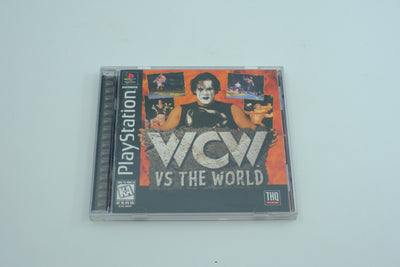 PlayStation
WCW
VS THE WORLD
K-A
THQ